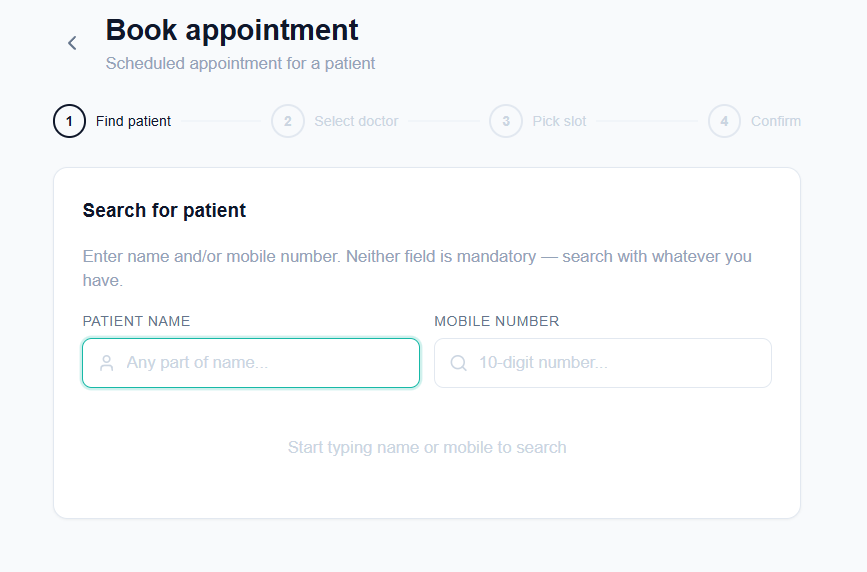 Book appointment
Scheduled appointment for a patient
1 Find patient 2 Select doctor 3 Pick slot 4 Confirm
Search for patient
Enter name and/or mobile number. Neither field is mandatory — search with whatever you
have.
PATIENT NAME MOBILE NUMBER
Any part of name... 10-digit number...
Start typing name or mobile to search